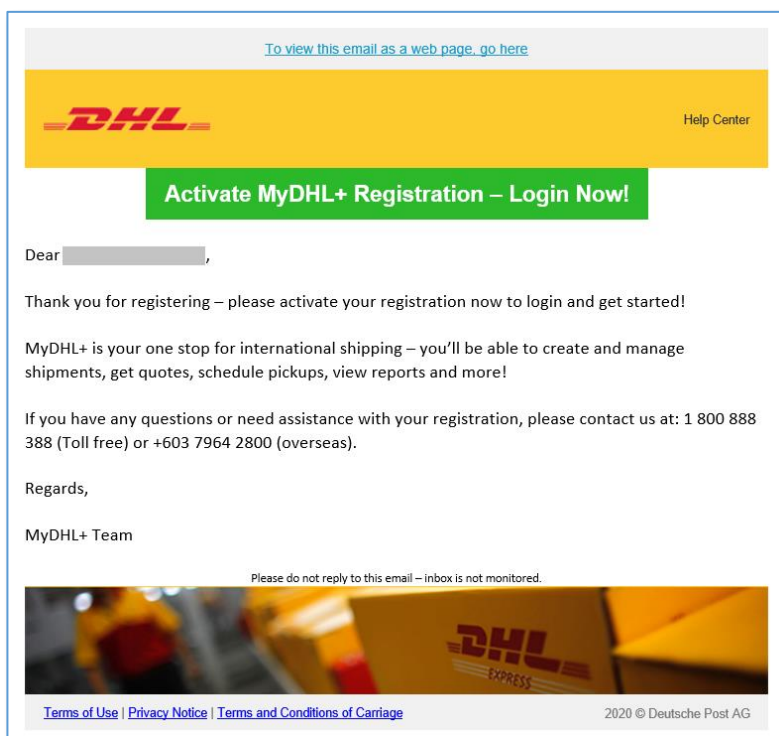 To view this email as a web page, go here
DHL
Help Center
Activate MyDHL+ Registration – Login Now!
Dear ,
Thank you for registering – please activate your registration now to login and get started!
MyDHL+ is your one stop for international shipping – you’ll be able to create and manage
shipments, get quotes, schedule pickups, view reports and more!
If you have any questions or need assistance with your registration, please contact us at: 1 800 888
388 (Toll free) or +603 7964 2800 (overseas).
Regards,
MyDHL+ Team
Please do not reply to this email – inbox is not monitored.
DHL
EXPRESS
Terms of Use | Privacy Notice | Terms and Conditions of Carriage
2020 © Deutsche Post AG